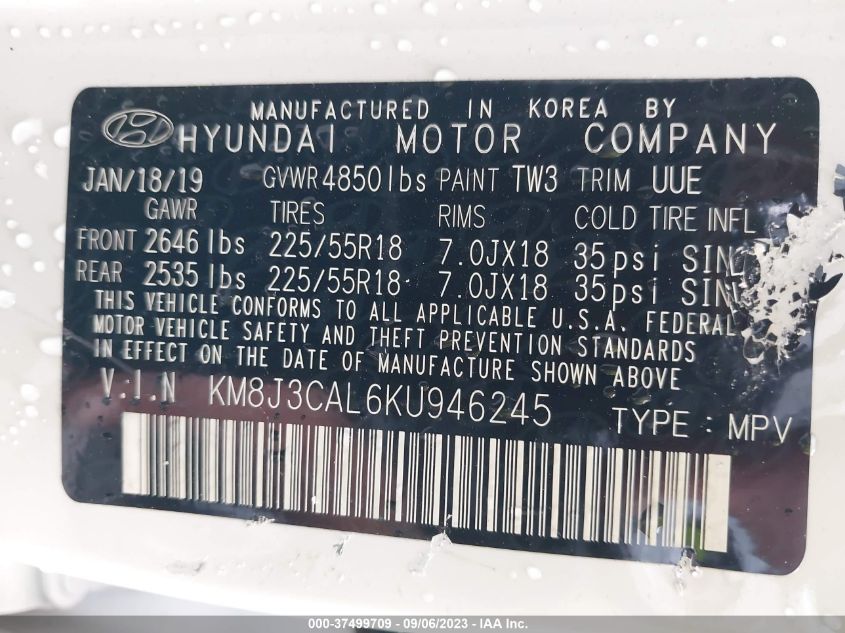 MANUFACTURED IN KOREA BY
HYUNDAI MOTOR COMPANY
JAN/18/19 GVWR 4850lbs PAINT TW3 TRIM UUE
GAWR TIRES RIMS COLD TIRE INFL
FRONT 2646 lbs 225/55R18 7.0JX18 35psi
REAR 2535 lbs 225/55R18 7.0JX18 35psi
THIS VEHICLE CONFORMS TO ALL APPLICABLE U.S.A. FEDERAL
MOTOR VEHICLE SAFETY AND THEFT PREVENTION STANDARDS
IN EFFECT ON THE DATE OF MANUFACTURE SHOWN ABOVE.
V.I.N KM8J3CAL6KU946245 TYPE : MPV
000-37499709 - 09/06/2023 - IAA Inc.